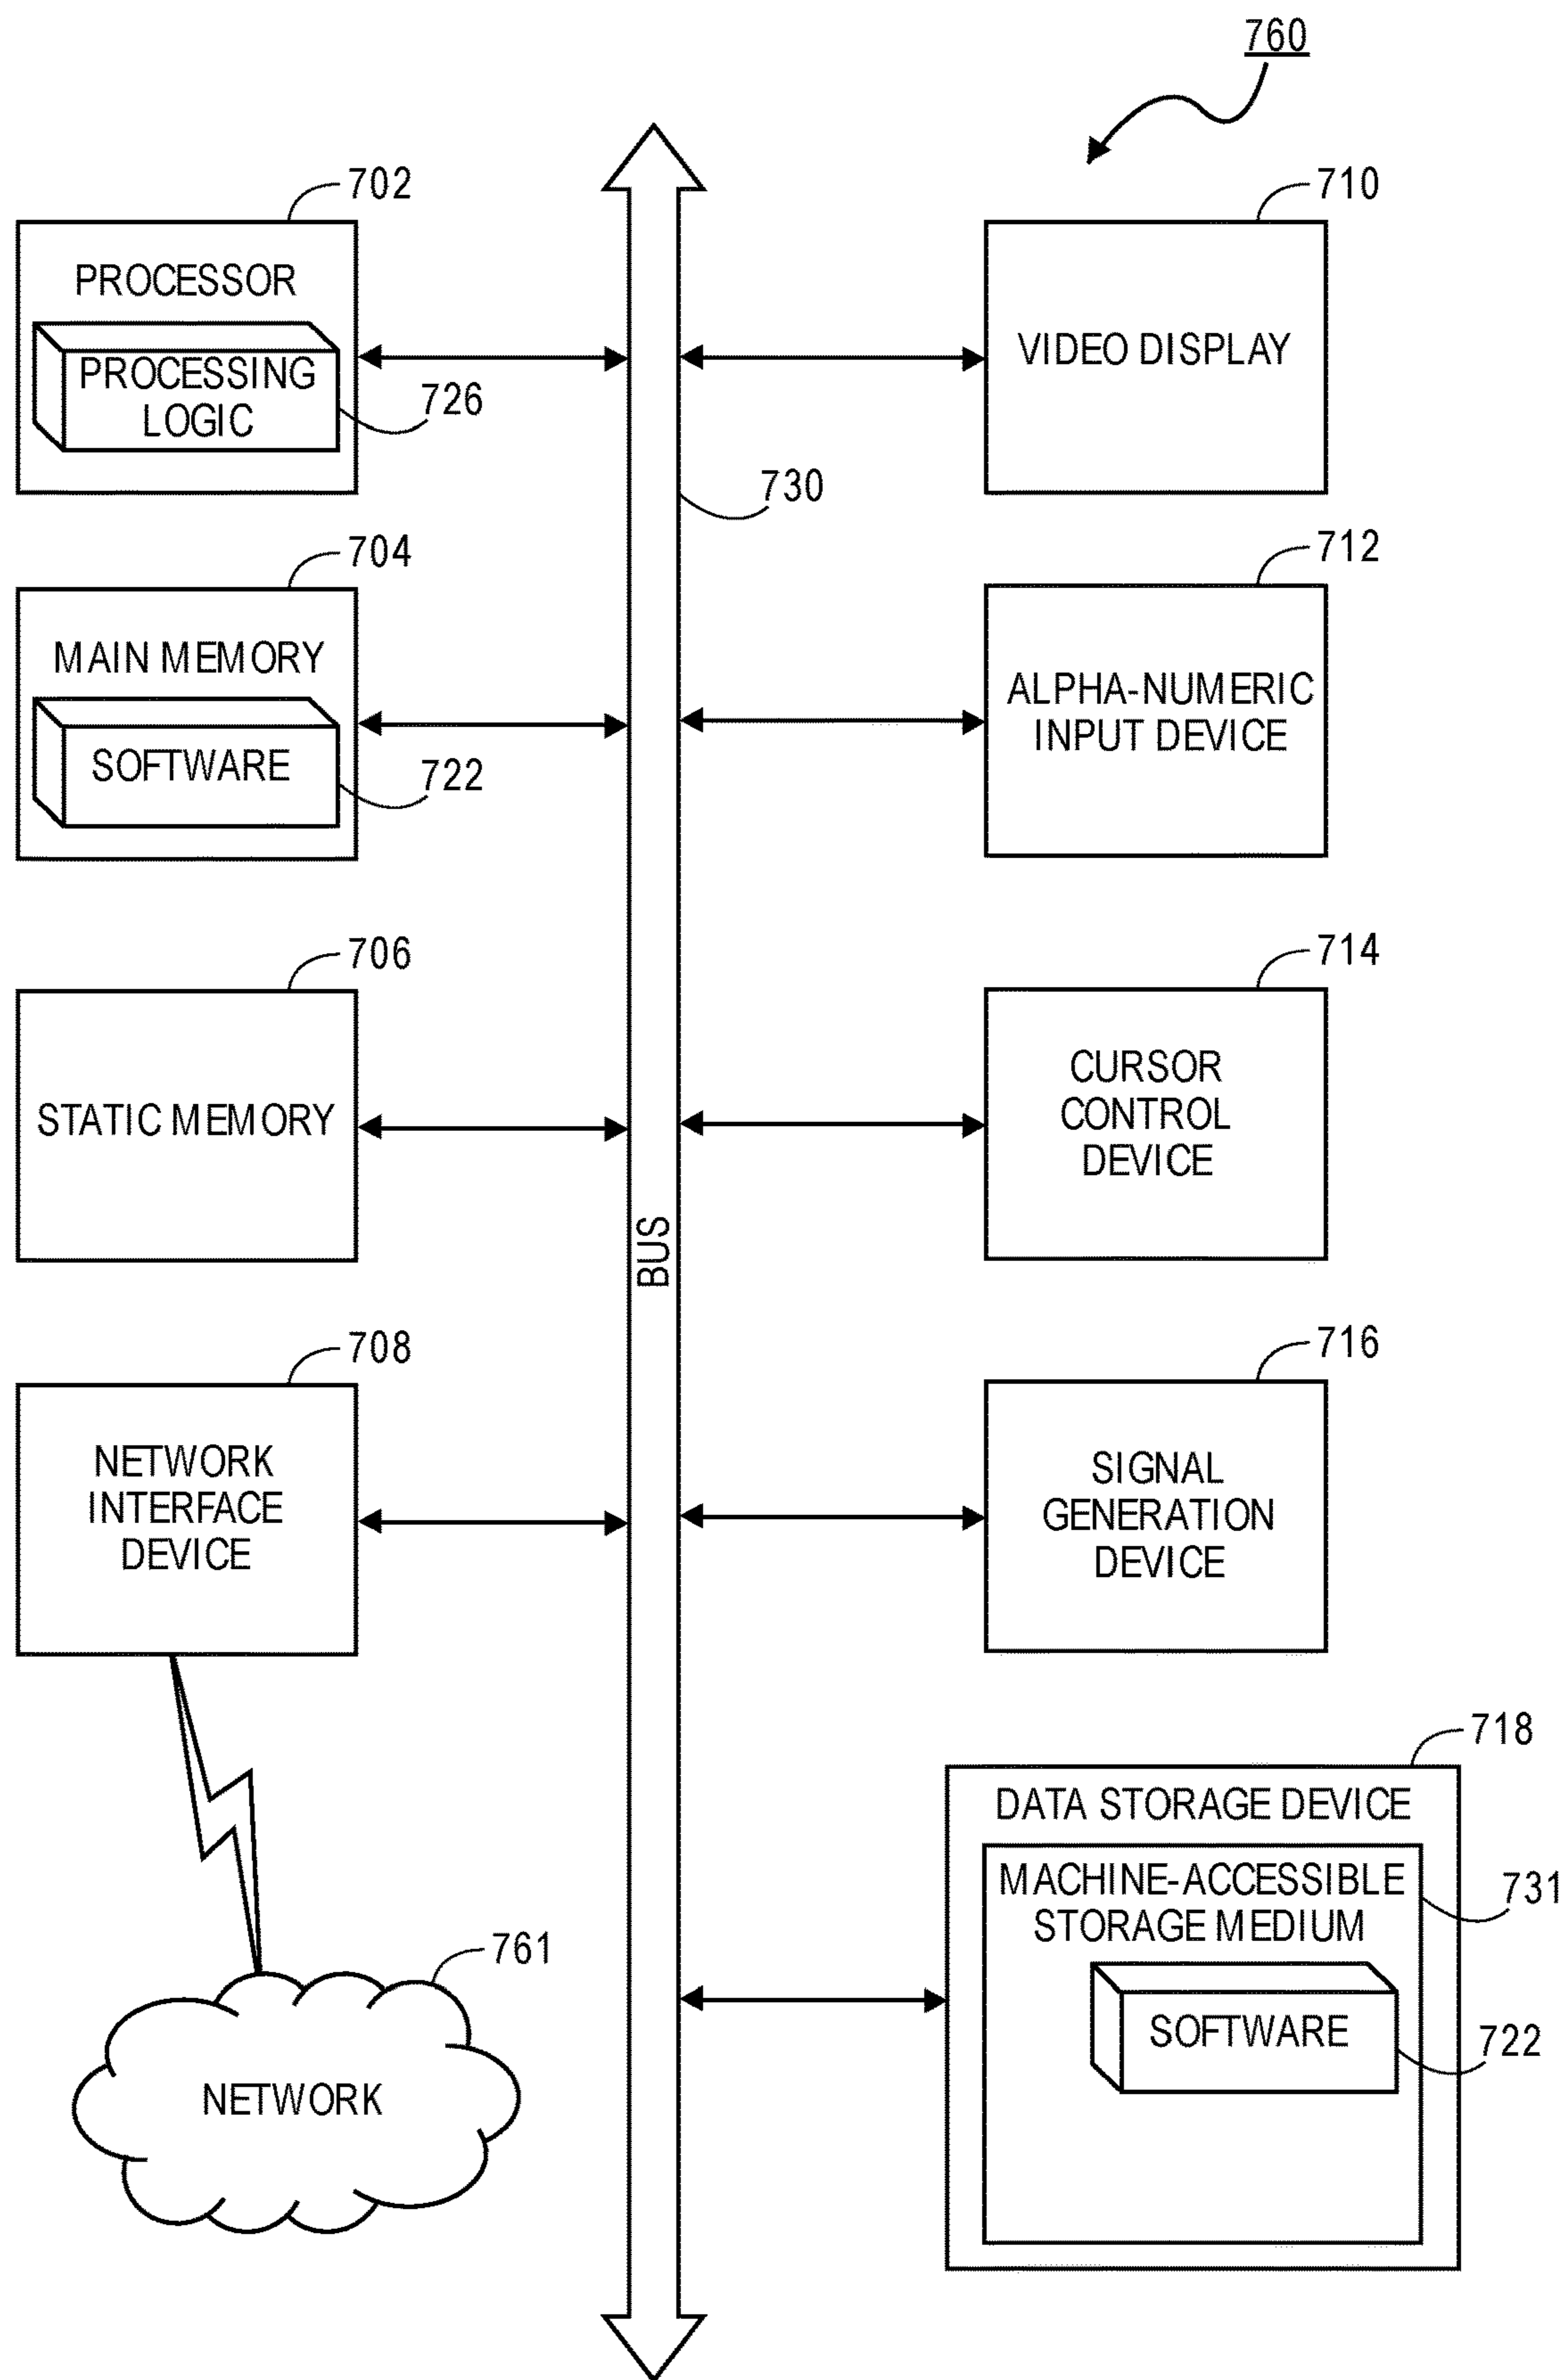 760
702
PROCESSOR
PROCESSING
LOGIC
726
704
MAIN MEMORY
SOFTWARE
722
706
STATIC MEMORY
708
NETWORK
INTERFACE
DEVICE
761
NETWORK
730
BUS
710
VIDEO DISPLAY
712
ALPHA-NUMERIC
INPUT DEVICE
714
CURSOR
CONTROL
DEVICE
716
SIGNAL
GENERATION
DEVICE
718
DATA STORAGE DEVICE
MACHINE-ACCESSIBLE
STORAGE MEDIUM
731
SOFTWARE
722